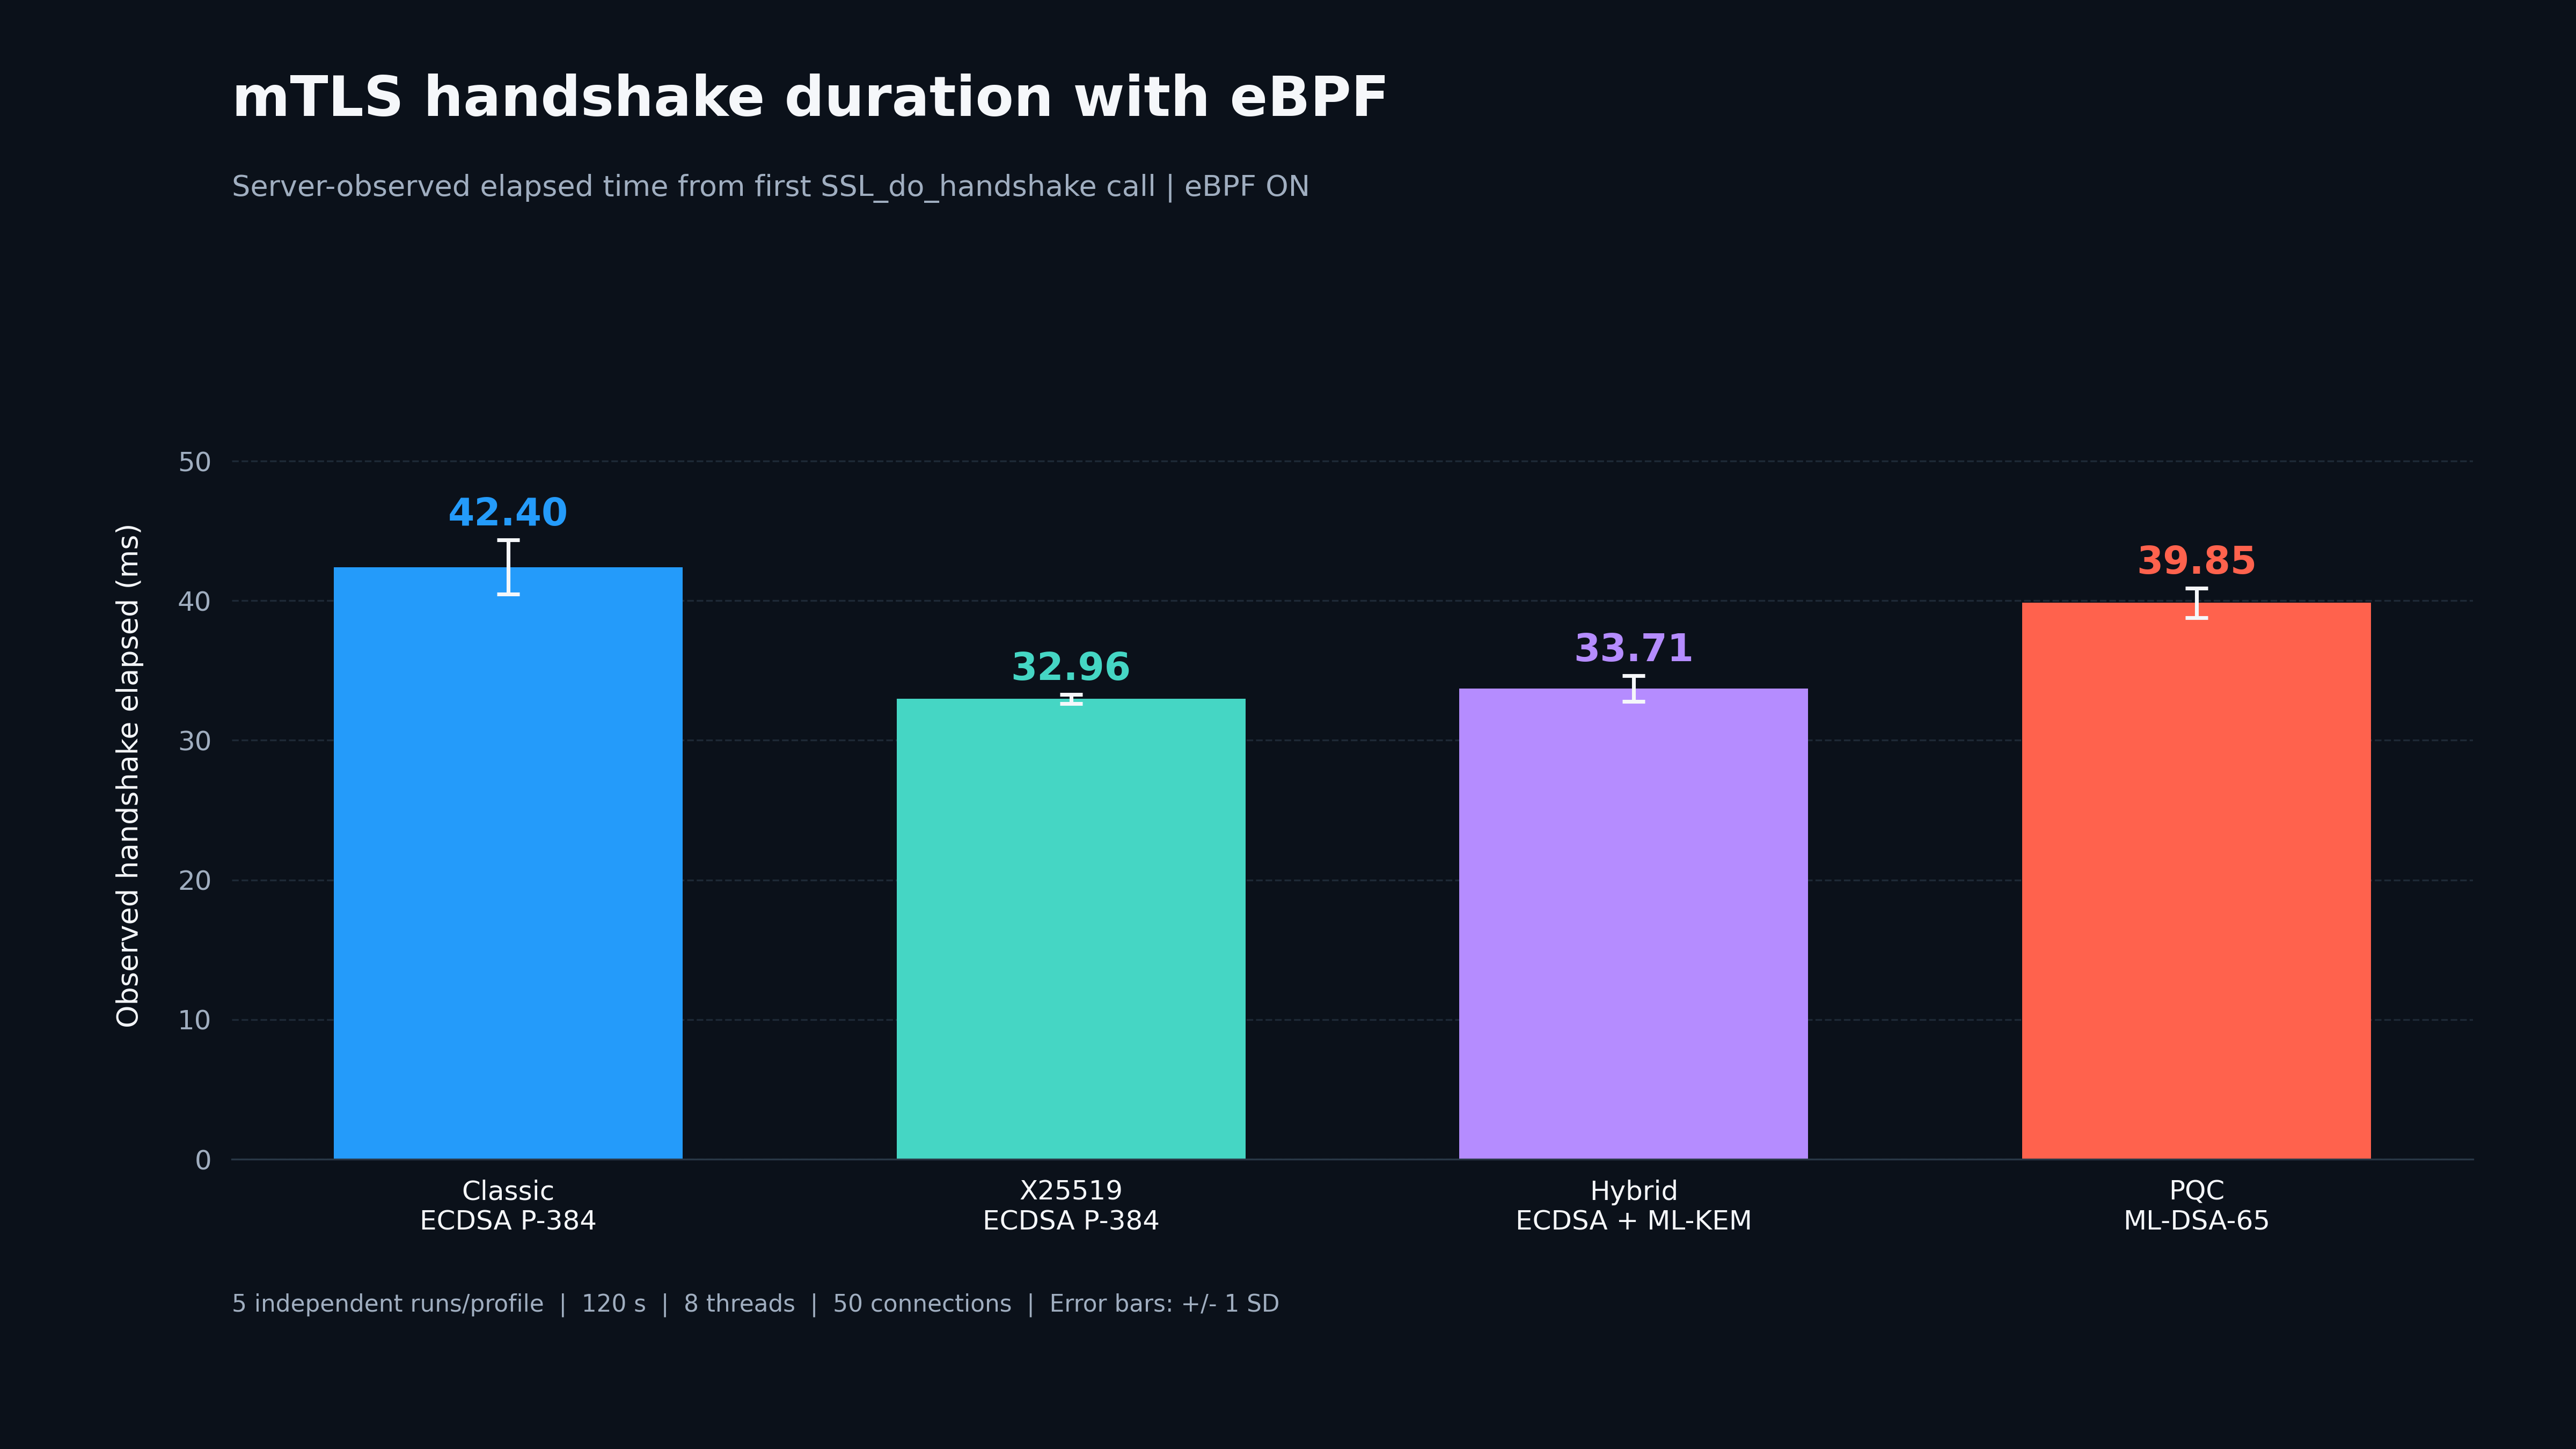 mTLS handshake duration with eBPF
Server-observed elapsed time from first SSL_do_handshake call | eBPF ON
Observed handshake elapsed (ms)
50
40
30
20
10
0
42.40
32.96
33.71
39.85
Classic
ECDSA P-384
X25519
ECDSA P-384
Hybrid
ECDSA + ML-KEM
PQC
ML-DSA-65
5 independent runs/profile | 120 s | 8 threads | 50 connections | Error bars: +/- 1 SD